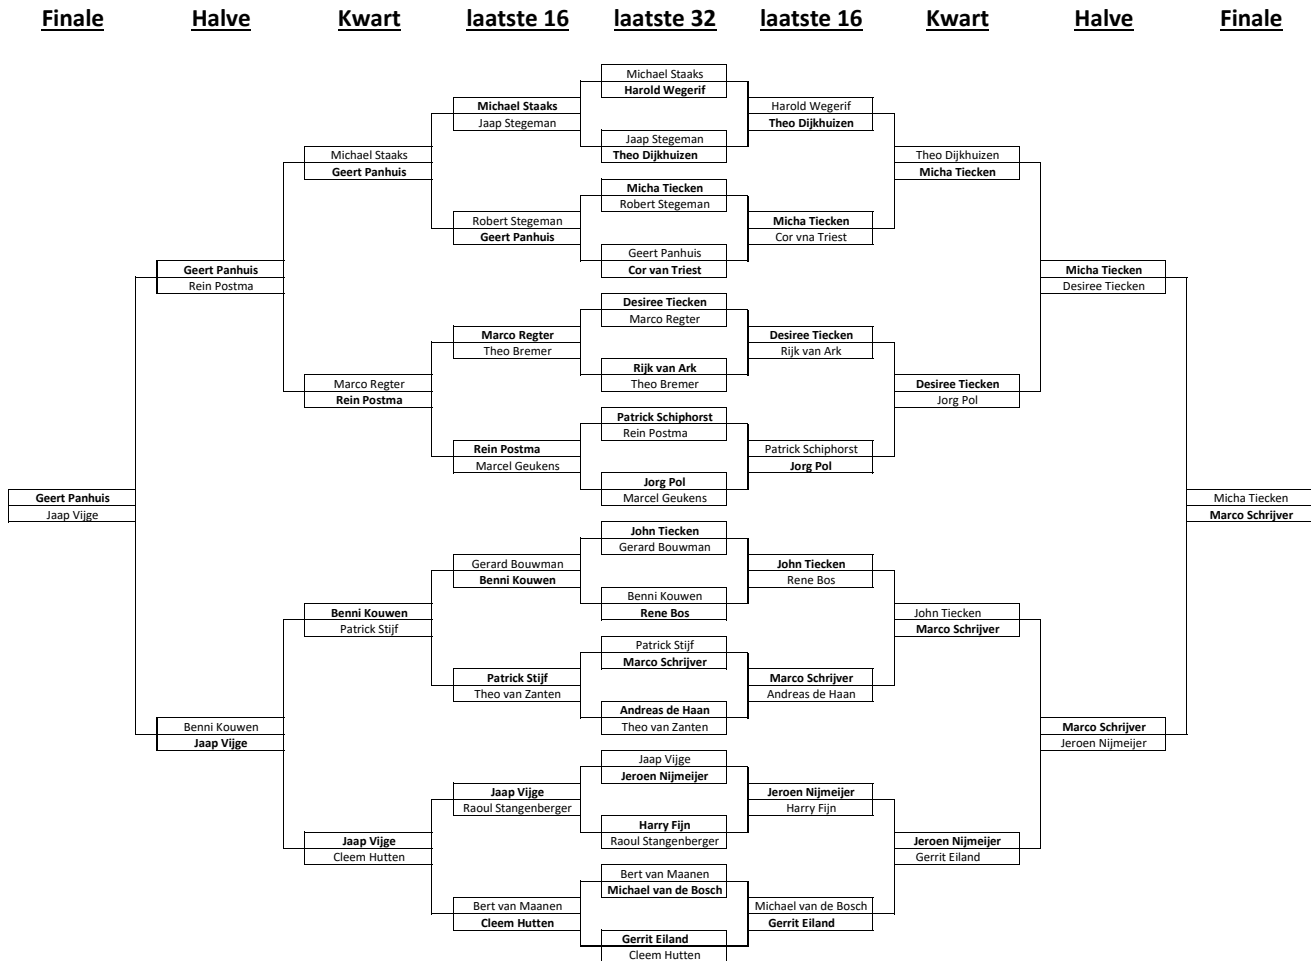 Finale Halve Kwart laatste 16 laatste 32 laatste 16 Kwart Halve Finale
Michael Staaks
Harold Wegerif
Michael Staaks Harold Wegerif
Jaap Stegeman Theo Dijkhuizen
Jaap Stegeman
Michael Staaks Theo Dijkhuizen Theo Dijkhuizen
Geert Panhuis Micha Tiecken
Micha Tiecken
Robert Stegeman
Robert Stegeman Micha Tiecken
Geert Panhuis Cor vna Triest
Geert Panhuis
Geert Panhuis Cor van Triest Micha Tiecken
Rein Postma Desiree Tiecken
Desiree Tiecken
Marco Regter
Marco Regter Desiree Tiecken
Theo Bremer Rijk van Ark
Rijk van Ark
Marco Regter Theo Bremer Desiree Tiecken
Rein Postma Jorg Pol
Patrick Schiphorst
Rein Postma
Rein Postma Patrick Schiphorst
Marcel Geukens Jorg Pol
Jorg Pol
Geert Panhuis Marcel Geukens Micha Tiecken
Jaap Vijge Marco Schrijver
John Tiecken
Gerard Bouwman
Gerard Bouwman John Tiecken
Benni Kouwen Rene Bos
Benni Kouwen
Benni Kouwen Rene Bos John Tiecken
Patrick Stijf Marco Schrijver
Patrick Stijf
Marco Schrijver
Patrick Stijf Marco Schrijver
Theo van Zanten Andreas de Haan
Andreas de Haan
Benni Kouwen Theo van Zanten Marco Schrijver
Jaap Vijge Jeroen Nijmeijer
Jaap Vijge
Jeroen Nijmeijer
Jaap Vijge Jeroen Nijmeijer
Raoul Stangenberger Harry Fijn
Harry Fijn
Jaap Vijge Raoul Stangenberger Jeroen Nijmeijer
Cleem Hutten Gerrit Eiland
Bert van Maanen
Michael van de Bosch
Bert van Maanen Michael van de Bosch
Cleem Hutten Gerrit Eiland
Gerrit Eiland
Cleem Hutten